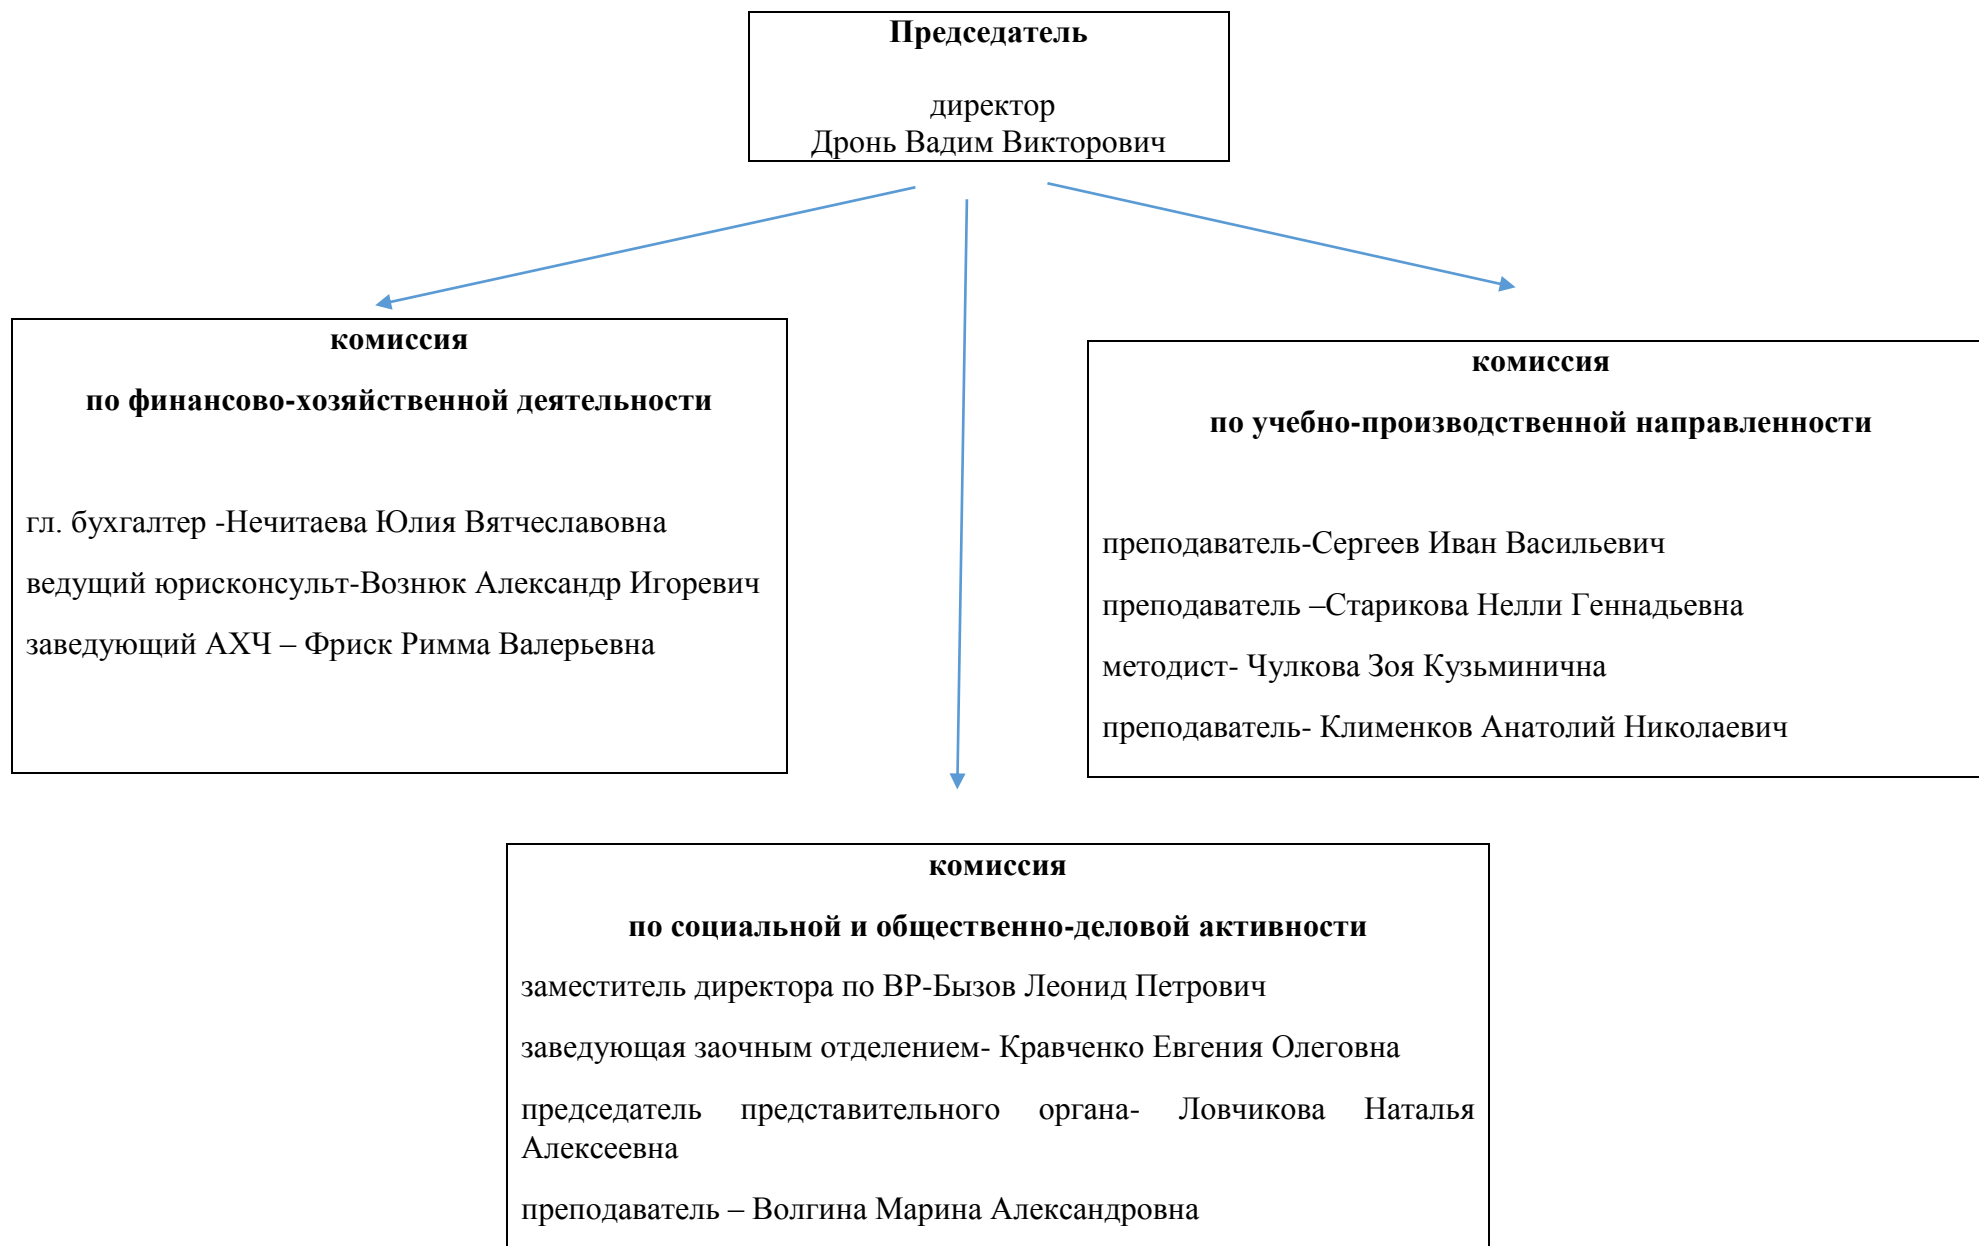 Председатель
директор
Дронь Вадим Викторович
комиссия
по финансово-хозяйственной деятельности
гл. бухгалтер -Нечитаева Юлия Вятчеславовна
ведущий юрисконсульт-Вознюк Александр Игоревич
заведующий АХЧ – Фриск Римма Валерьевна
комиссия
по учебно-производственной направленности
преподаватель-Сергеев Иван Васильевич
преподаватель –Старикова Нелли Геннадьевна
методист- Чулкова Зоя Кузьминична
преподаватель- Клименков Анатолий Николаевич
комиссия
по социальной и общественно-деловой активности
заместитель директора по ВР-Бызов Леонид Петрович
заведующая заочным отделением- Кравченко Евгения Олеговна
председатель представительного органа- Ловчикова Наталья
Алексеевна
преподаватель – Волгина Марина Александровна